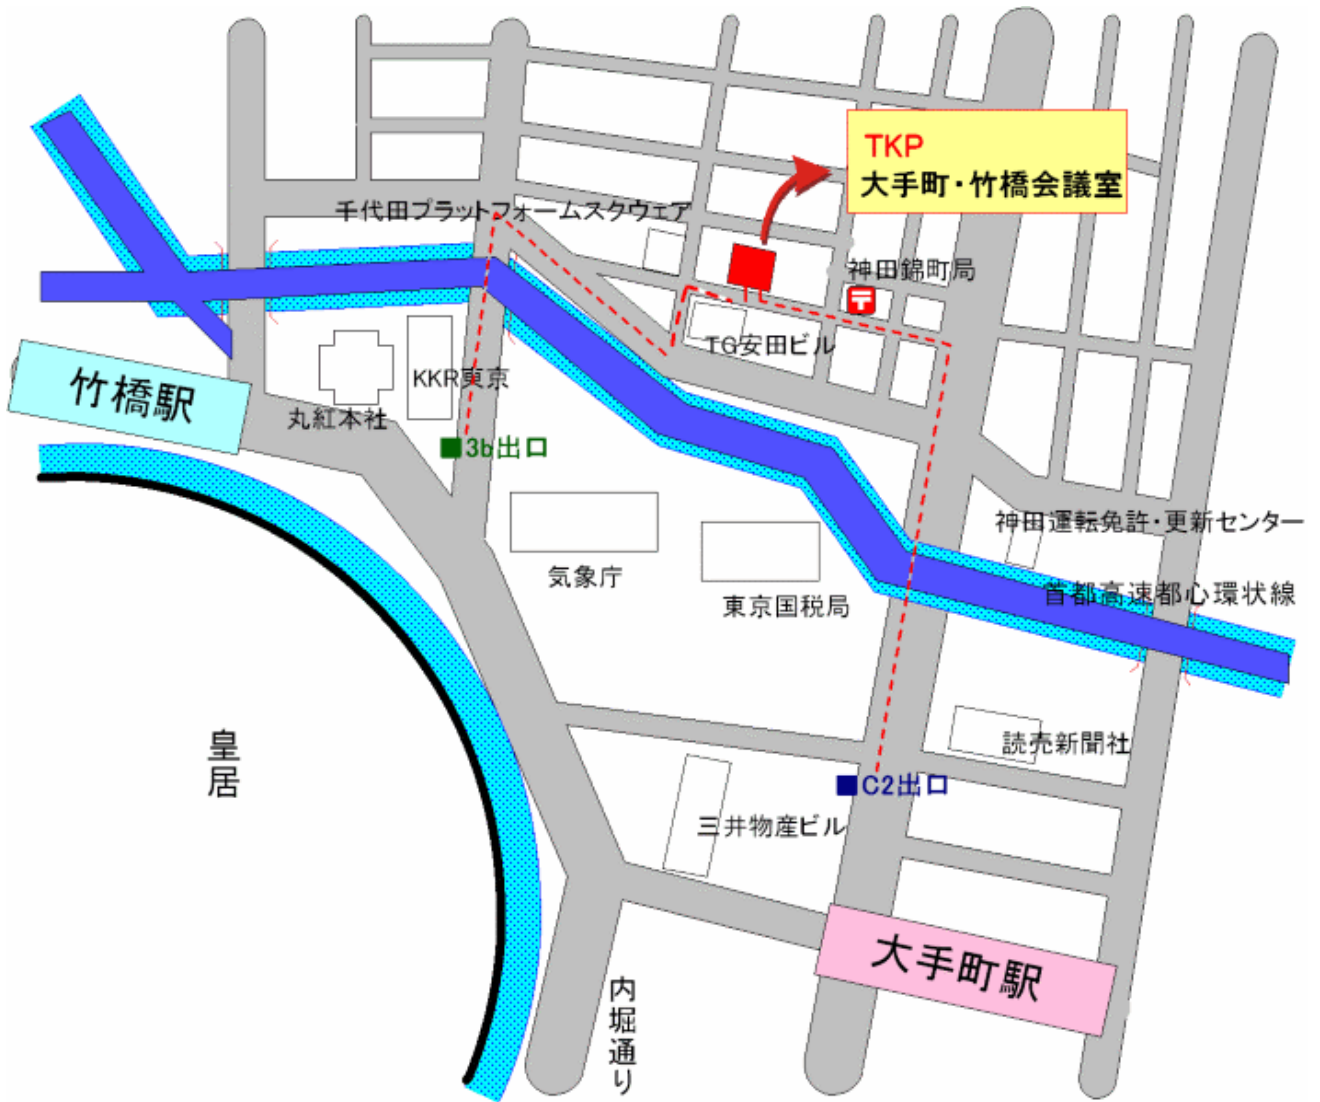 TKP
大手町・竹橋会議室
千代田プラットフォームスクウェア
神田錦町局
〒
TG安田ビル
竹橋駅
KKR東京
丸紅本社
3b出口
気象庁
東京国税局
神田運転免許・更新センター
首都高速都心環状線
皇居
読売新聞社
C2出口
三井物産ビル
大手町駅
内堀通り